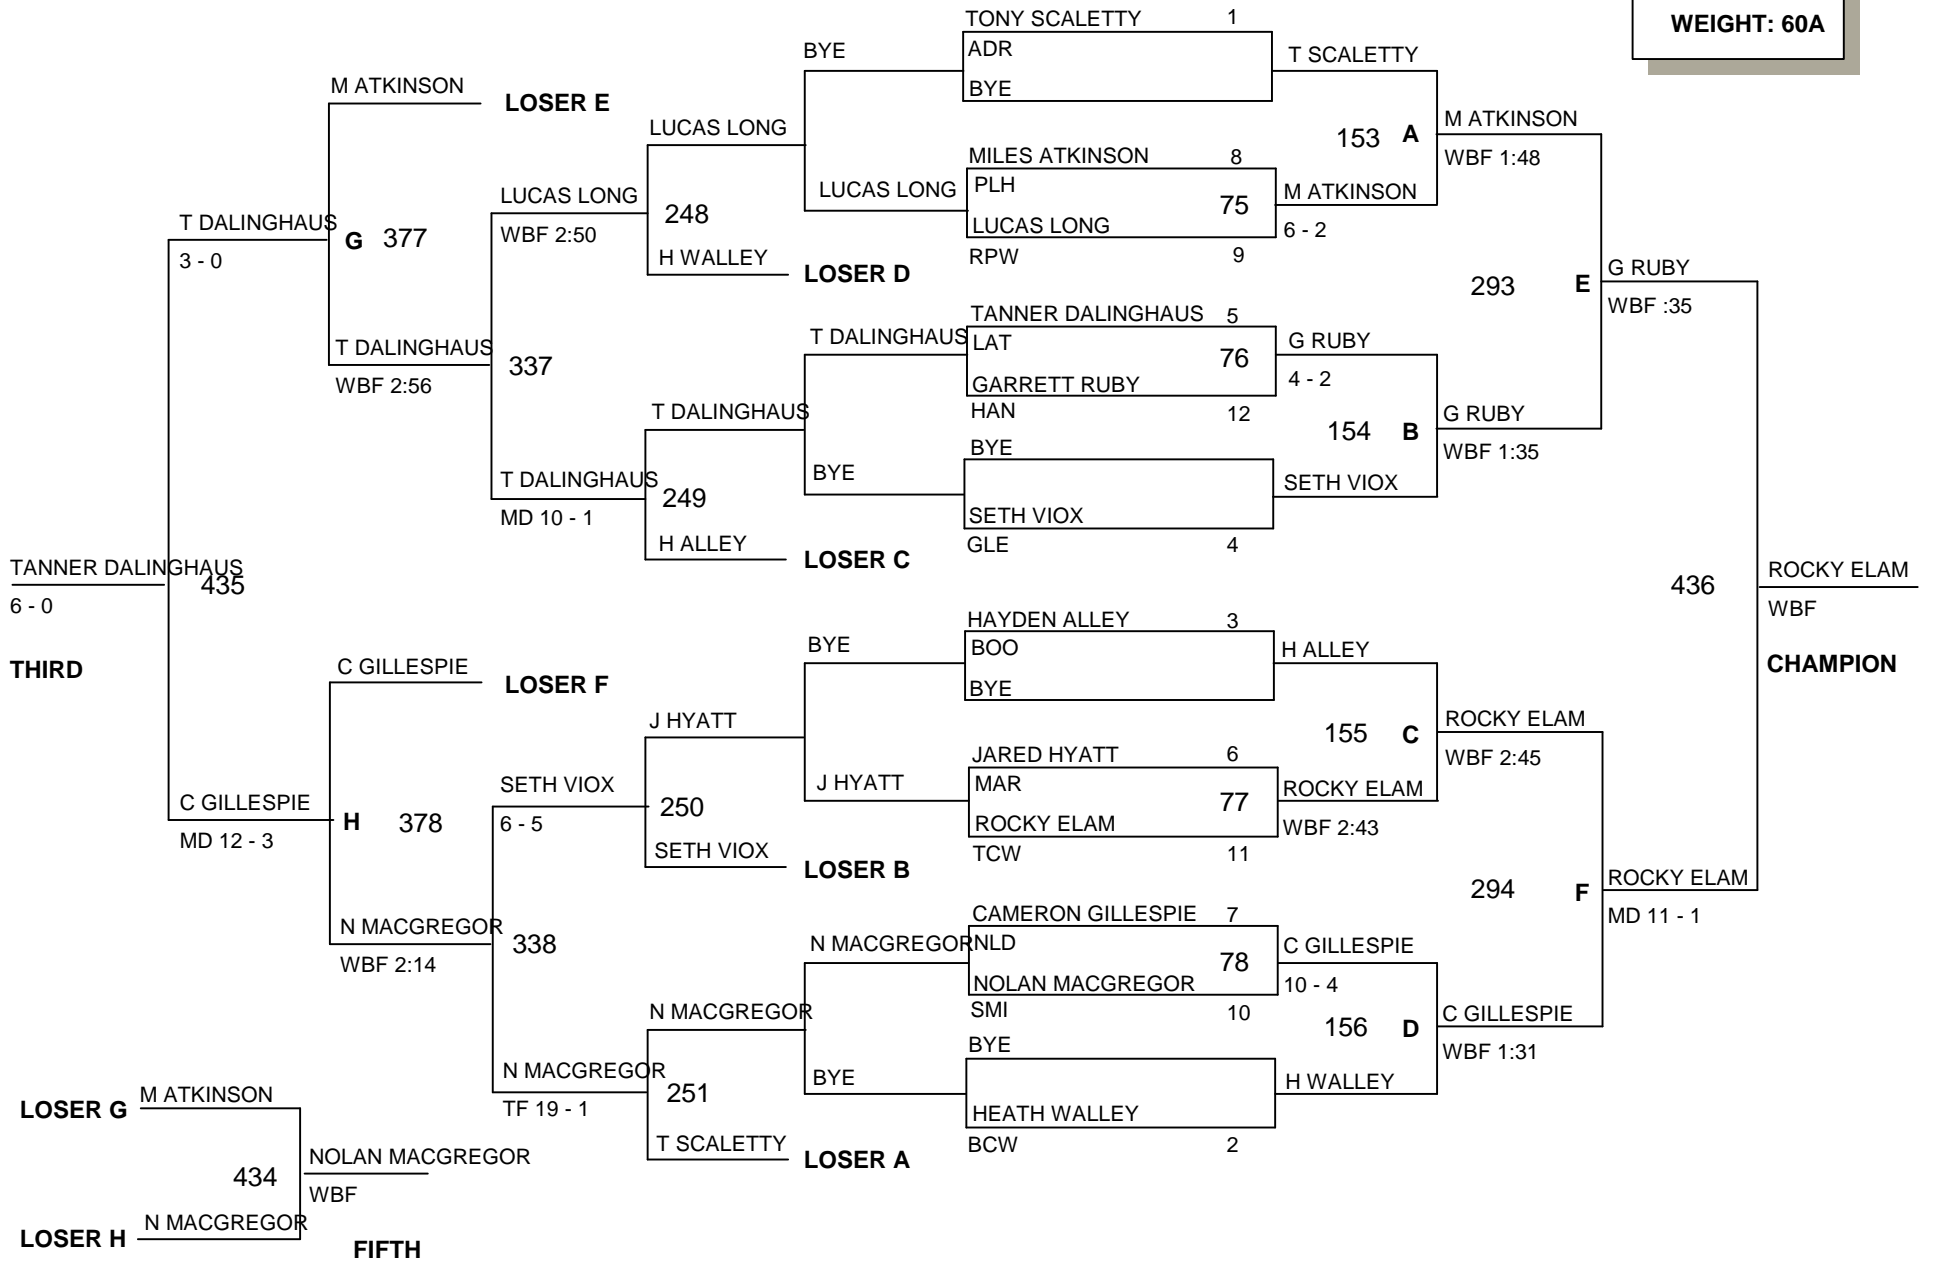 WEIGHT: 60A
TONY SCALETTY 1
ADR
BYE
BYE
T SCALETTY
M ATKINSON
LOSER E
LUCAS LONG
153 A
M ATKINSON
WBF 1:48
MILES ATKINSON 8
LUCAS LONG
PLH
75
LUCAS LONG
RPW 9
M ATKINSON
6 - 2
LUCAS LONG
WBF 2:50
248
H WALLEY
LOSER D
T DALINGHAUS
3 - 0
G 377
293 E
G RUBY
WBF :35
TANNER DALINGHAUS 5
T DALINGHAUS
LAT
76
GARRETT RUBY
HAN 12
G RUBY
4 - 2
T DALINGHAUS
WBF 2:56
337
T DALINGHAUS
154 B
G RUBY
WBF 1:35
BYE
BYE
SETH VIOX
GLE 4
SETH VIOX
T DALINGHAUS
MD 10 - 1
249
H ALLEY
LOSER C
TANNER DALINGHAUS
6 - 0
435
THIRD
436
ROCKY ELAM
WBF
CHAMPION
HAYDEN ALLEY 3
BYE
BOO
BYE
H ALLEY
C GILLESPIE
LOSER F
J HYATT
155 C
ROCKY ELAM
WBF 2:45
JARED HYATT 6
J HYATT
MAR
77
ROCKY ELAM
TCW 11
ROCKY ELAM
WBF 2:43
SETH VIOX
6 - 5
250
SETH VIOX
LOSER B
C GILLESPIE
MD 12 - 3
H 378
294 F
ROCKY ELAM
MD 11 - 1
CAMERON GILLESPIE 7
N MACGREGOR
NLD
78
NOLAN MACGREGOR
SMI 10
C GILLESPIE
10 - 4
N MACGREGOR
WBF 2:14
338
N MACGREGOR
156 D
C GILLESPIE
WBF 1:31
BYE
BYE
HEATH WALLEY
BCW 2
H WALLEY
N MACGREGOR
TF 19 - 1
251
T SCALETTY
LOSER A
LOSER G
M ATKINSON
434
NOLAN MACGREGOR
WBF
LOSER H
N MACGREGOR
FIFTH